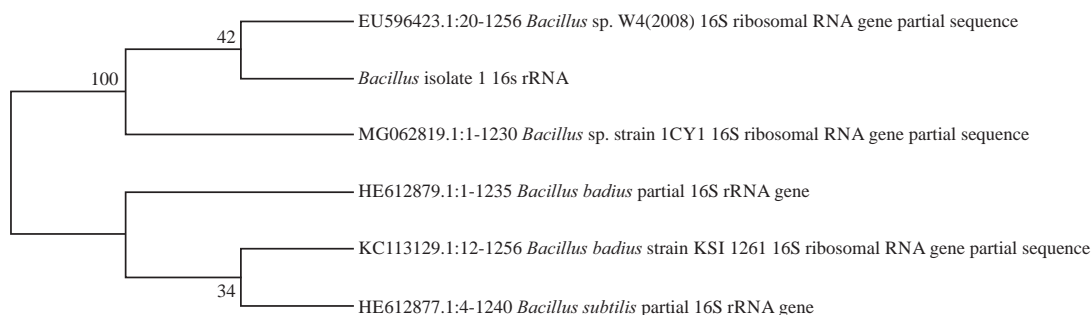 EU596423.1:20-1256 Bacillus sp. W4(2008) 16S ribosomal RNA gene partial sequence
42
Bacillus isolate 1 16s rRNA
100
MG062819.1:1-1230 Bacillus sp. strain 1CY1 16S ribosomal RNA gene partial sequence
HE612879.1:1-1235 Bacillus badius partial 16S rRNA gene
KC113129.1:12-1256 Bacillus badius strain KSI 1261 16S ribosomal RNA gene partial sequence
34
HE612877.1:4-1240 Bacillus subtilis partial 16S rRNA gene